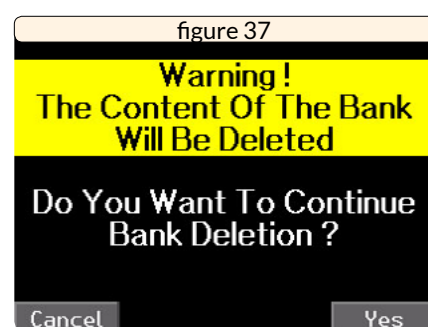 figure 37
Warning !
The Content Of The Bank
Will Be Deleted
Do You Want To Continue
Bank Deletion ?
Cancel
Yes